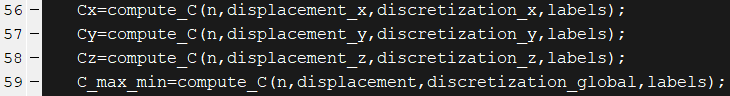 56 – Cx=compute_C(n,displacement_x,discretization_x,labels);
57 – Cy=compute_C(n,displacement_y,discretization_y,labels);
58 – Cz=compute_C(n,displacement_z,discretization_z,labels);
59 – C_max_min=compute_C(n,displacement,discretization_global,labels);